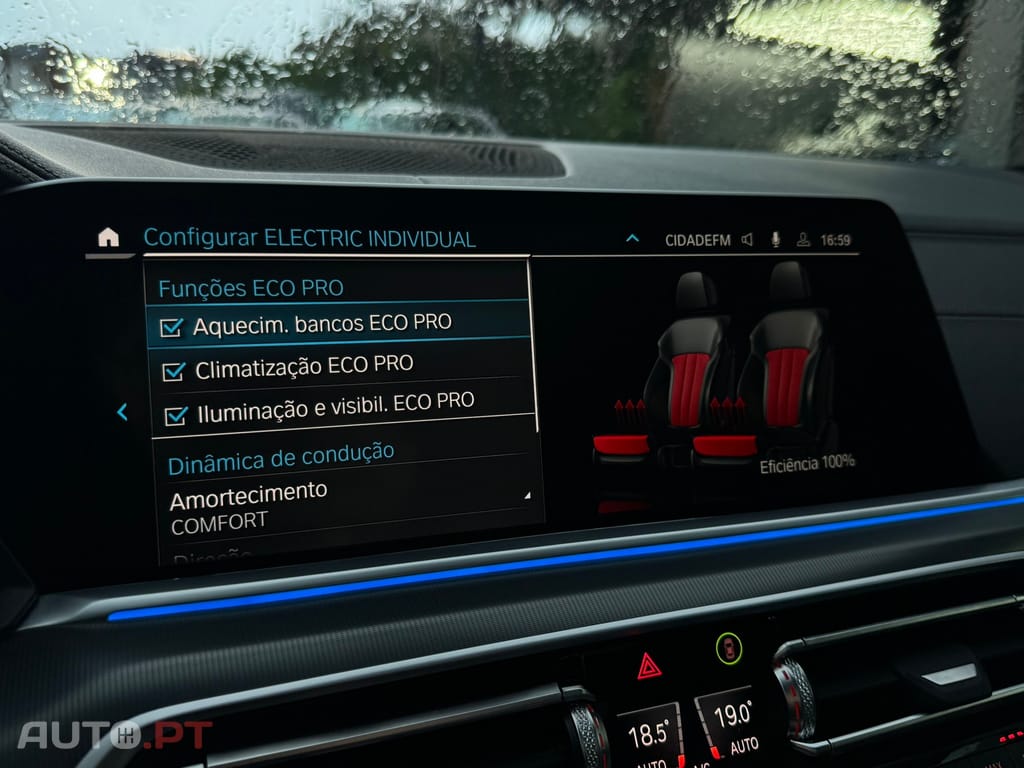 Configurar ELECTRIC INDIVIDUAL
CIDADEFM 16:59
Funções ECO PRO
Aquecim. bancos ECO PRO
Climatização ECO PRO
Iluminação e visibil. ECO PRO
Dinâmica de condução
Amortecimento
COMFORT
Direção
Eficiência 100%
18.5° 19.0°
AUTO AUTO
AUTO.PT